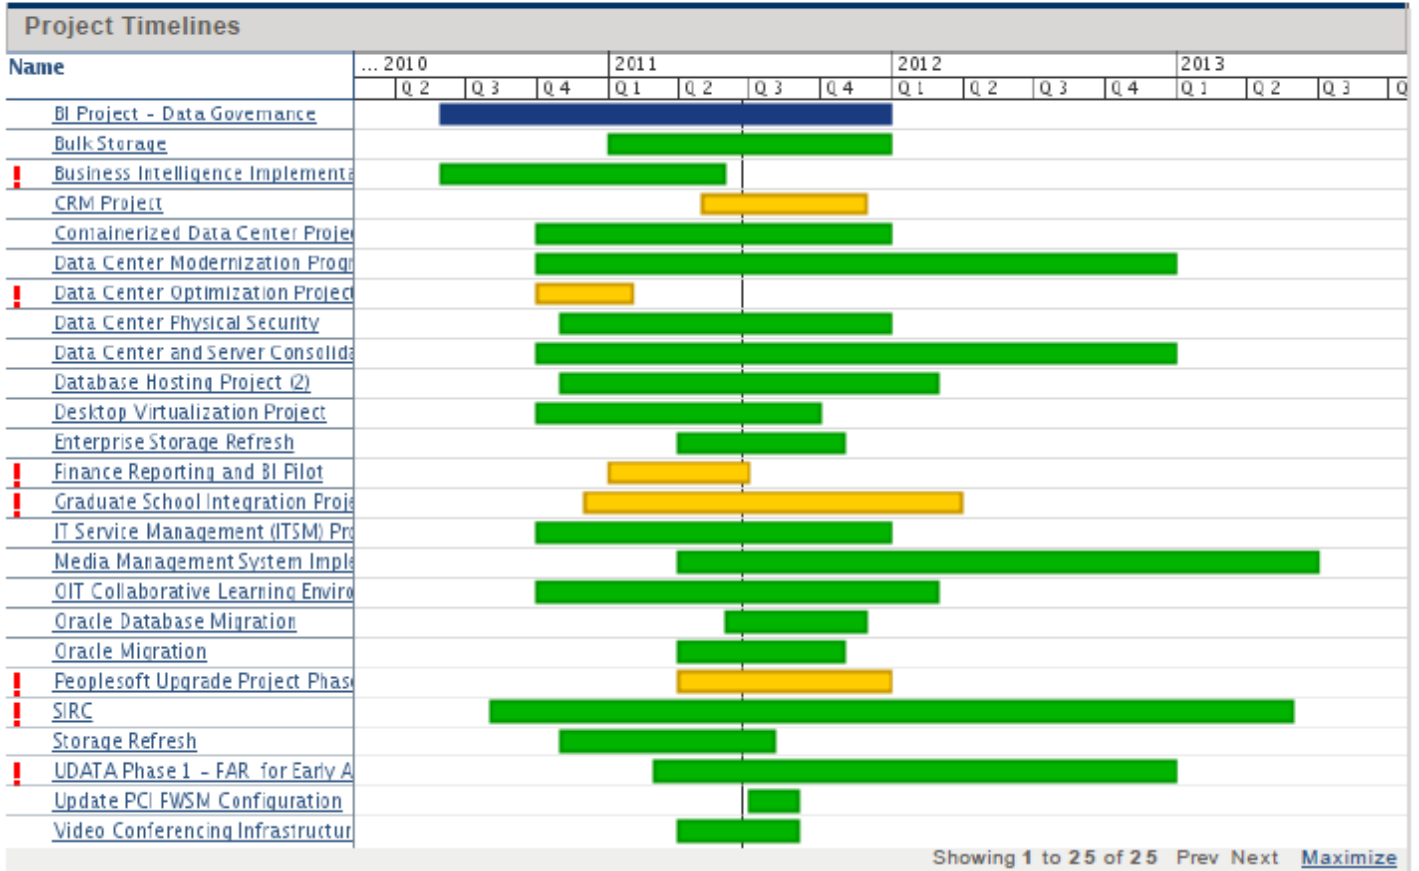 Project Timelines
Name
... 2010 2011 2012 2013
Q 2 Q 3 Q 4 Q 1 Q 2 Q 3 Q 4 Q 1 Q 2 Q 3 Q 4 Q 1 Q 2 Q 3 Q
BI Project - Data Governance
Bulk Storage
! Business Intelligence Implementa
CRM Project
Containerized Data Center Projec
Data Center Modernization Progr
! Data Center Optimization Project
Data Center Physical Security
Data Center and Server Consolida
Database Hosting Project (2)
Desktop Virtualization Project
Enterprise Storage Refresh
! Finance Reporting and BI Pilot
! Graduate School Integration Proje
IT Service Management (ITSM) Pro
Media Management System Imple
OIT Collaborative Learning Enviro
Oracle Database Migration
Oracle Migration
! Peoplesoft Upgrade Project Phase
! SIRC
Storage Refresh
! UDATA Phase 1 - FAR for Early A
Update PCI FWSM Configuration
Video Conferencing Infrastructur
Showing 1 to 25 of 25 Prev Next Maximize